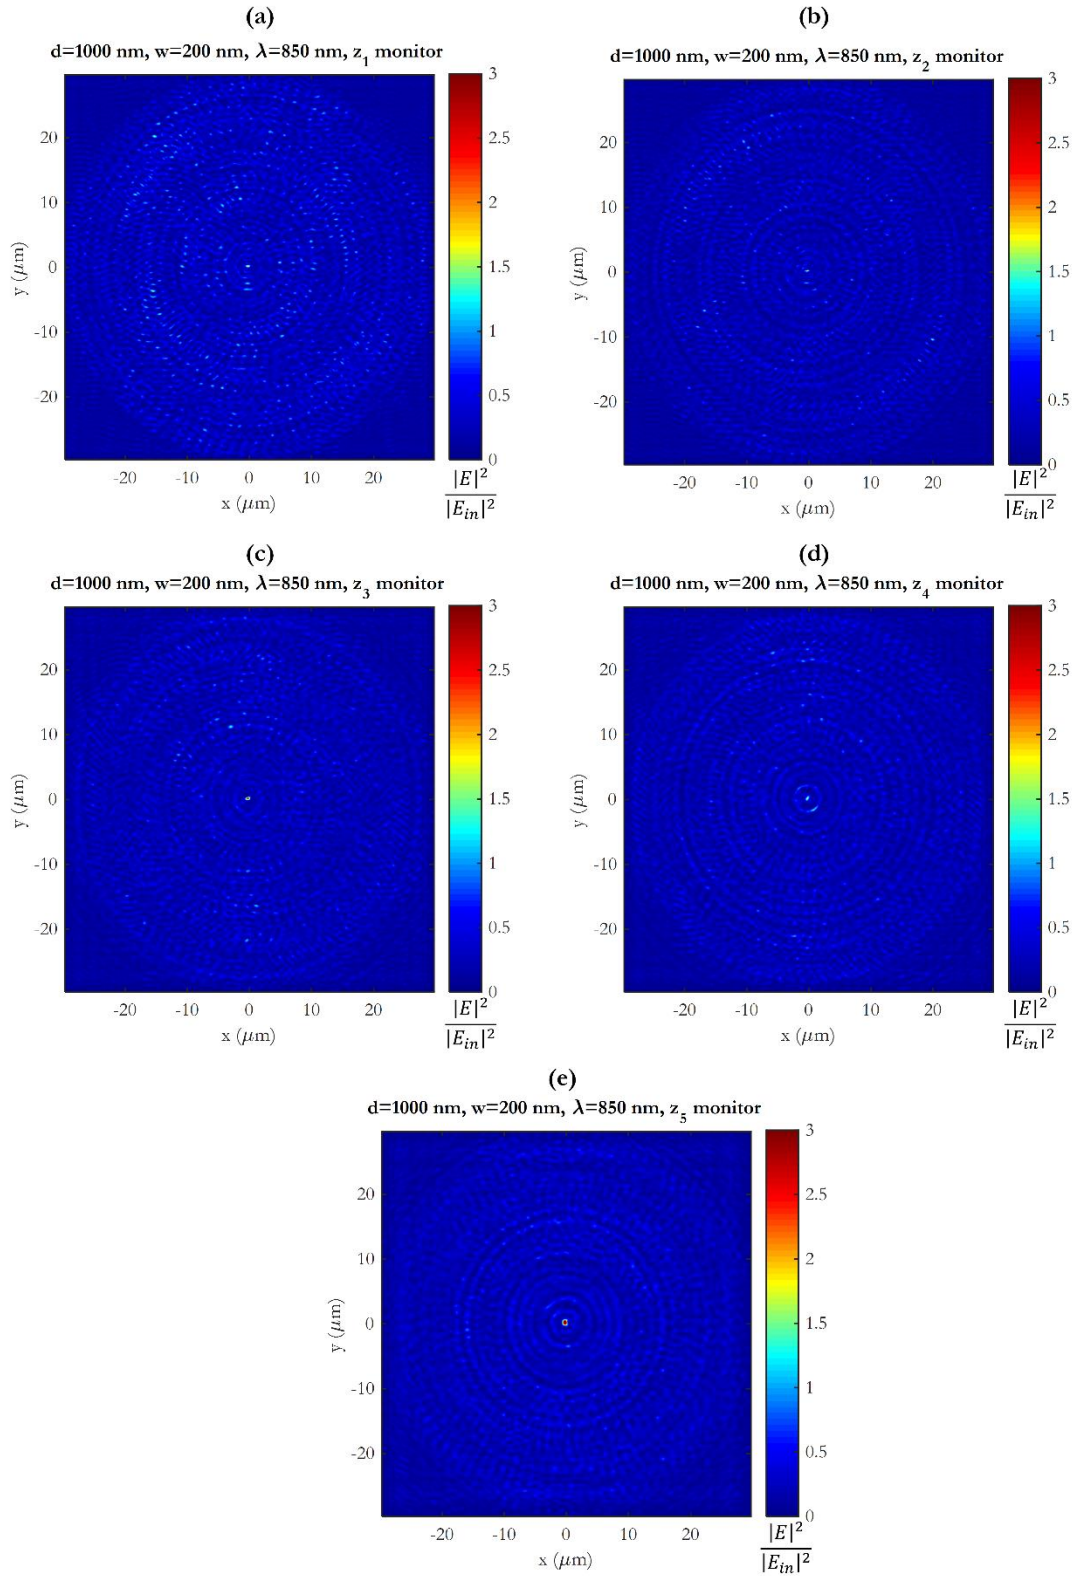 (a)
d=1000 nm, w=200 nm, λ=850 nm, z₁ monitor
3
2.5
2
1.5
1
0.5
0
20
10
0
-10
-20
y (μm)
-20 -10 0 10 20
x (μm)
|E|²
|E_in|²
(b)
d=1000 nm, w=200 nm, λ=850 nm, z₂ monitor
3
2.5
2
1.5
1
0.5
0
20
10
0
-10
-20
y (μm)
-20 -10 0 10 20
x (μm)
|E|²
|E_in|²
(c)
d=1000 nm, w=200 nm, λ=850 nm, z₃ monitor
3
2.5
2
1.5
1
0.5
0
20
10
0
-10
-20
y (μm)
-20 -10 0 10 20
x (μm)
|E|²
|E_in|²
(d)
d=1000 nm, w=200 nm, λ=850 nm, z₄ monitor
3
2.5
2
1.5
1
0.5
0
20
10
0
-10
-20
y (μm)
-20 -10 0 10 20
x (μm)
|E|²
|E_in|²
(e)
d=1000 nm, w=200 nm, λ=850 nm, z₅ monitor
3
2.5
2
1.5
1
0.5
0
20
10
0
-10
-20
y (μm)
-20 -10 0 10 20
x (μm)
|E|²
|E_in|²